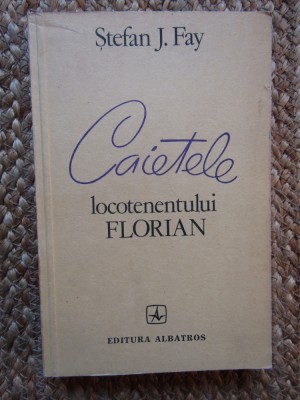 Ștefan J. Fay
Caietele
locotenentului
FLORIAN
EDITURA ALBATROS